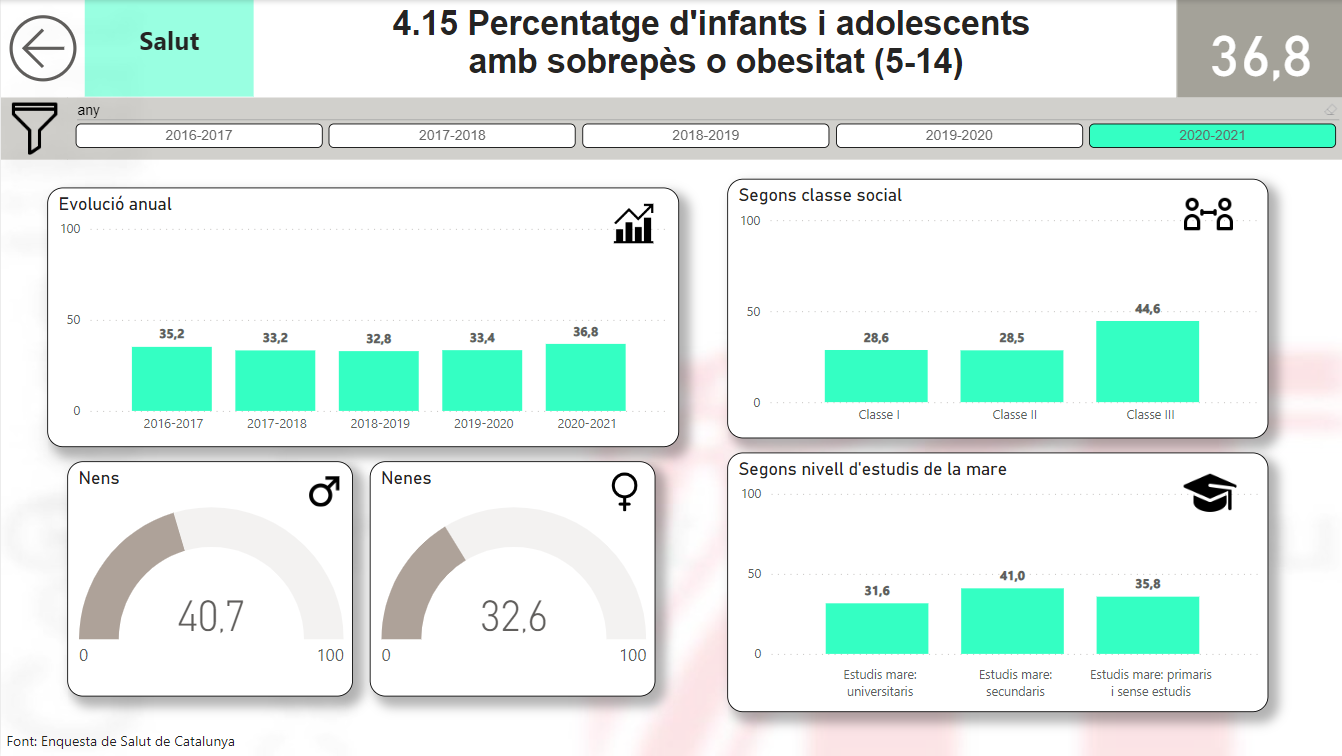 Salut
4.15 Percentatge d'infants i adolescents
amb sobrepès o obesitat (5-14)
36,8
any
2016-2017
2017-2018
2018-2019
2019-2020
2020-2021
Evolució anual
100
50
0
35,2
33,2
32,8
33,4
36,8
2016-2017
2017-2018
2018-2019
2019-2020
2020-2021
Segons classe social
100
50
0
28,6
28,5
44,6
Classe I
Classe II
Classe III
Nens
40,7
0
100
Nenes
32,6
0
100
Segons nivell d'estudis de la mare
100
50
0
31,6
41,0
35,8
Estudis mare:
universitaris
Estudis mare:
secundaris
Estudis mare: primaris
i sense estudis
Font: Enquesta de Salut de Catalunya